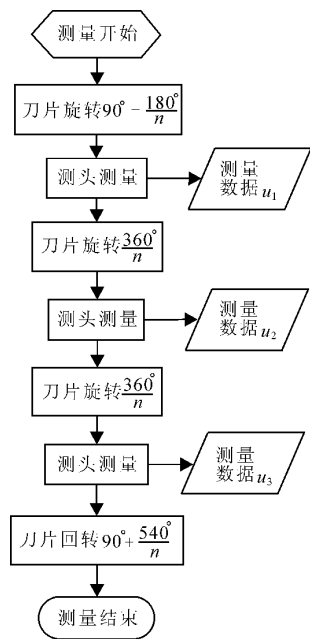 测量开始
刀片旋转90° − 180°/n
测头测量
测量
数据u₁
刀片旋转360°/n
测头测量
测量
数据u₂
刀片旋转360°/n
测头测量
测量
数据u₃
刀片回转90°+540°/n
测量结束